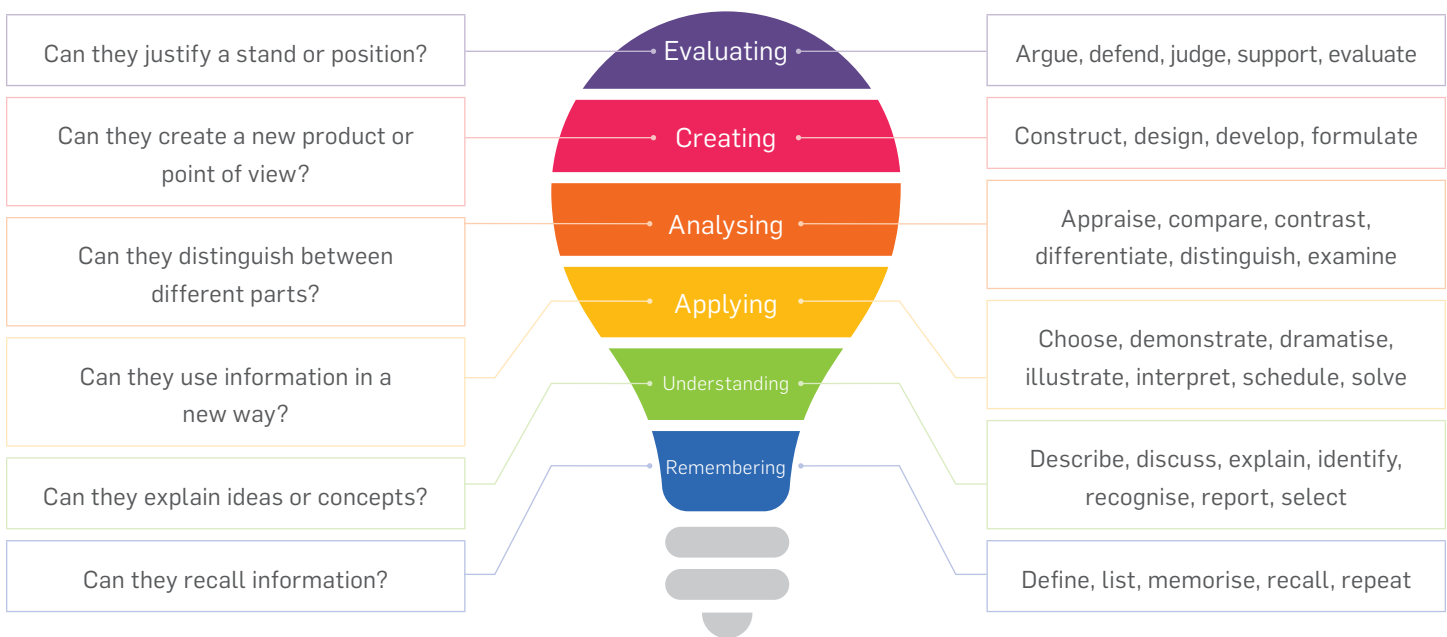 Can they justify a stand or position?
Evaluating
Argue, defend, judge, support, evaluate
Can they create a new product or
point of view?
Creating
Construct, design, develop, formulate
Can they distinguish between
different parts?
Analysing
Appraise, compare, contrast,
differentiate, distinguish, examine
Can they use information in a
new way?
Applying
Choose, demonstrate, dramatise,
illustrate, interpret, schedule, solve
Can they explain ideas or concepts?
Understanding
Describe, discuss, explain, identify,
recognise, report, select
Can they recall information?
Remembering
Define, list, memorise, recall, repeat